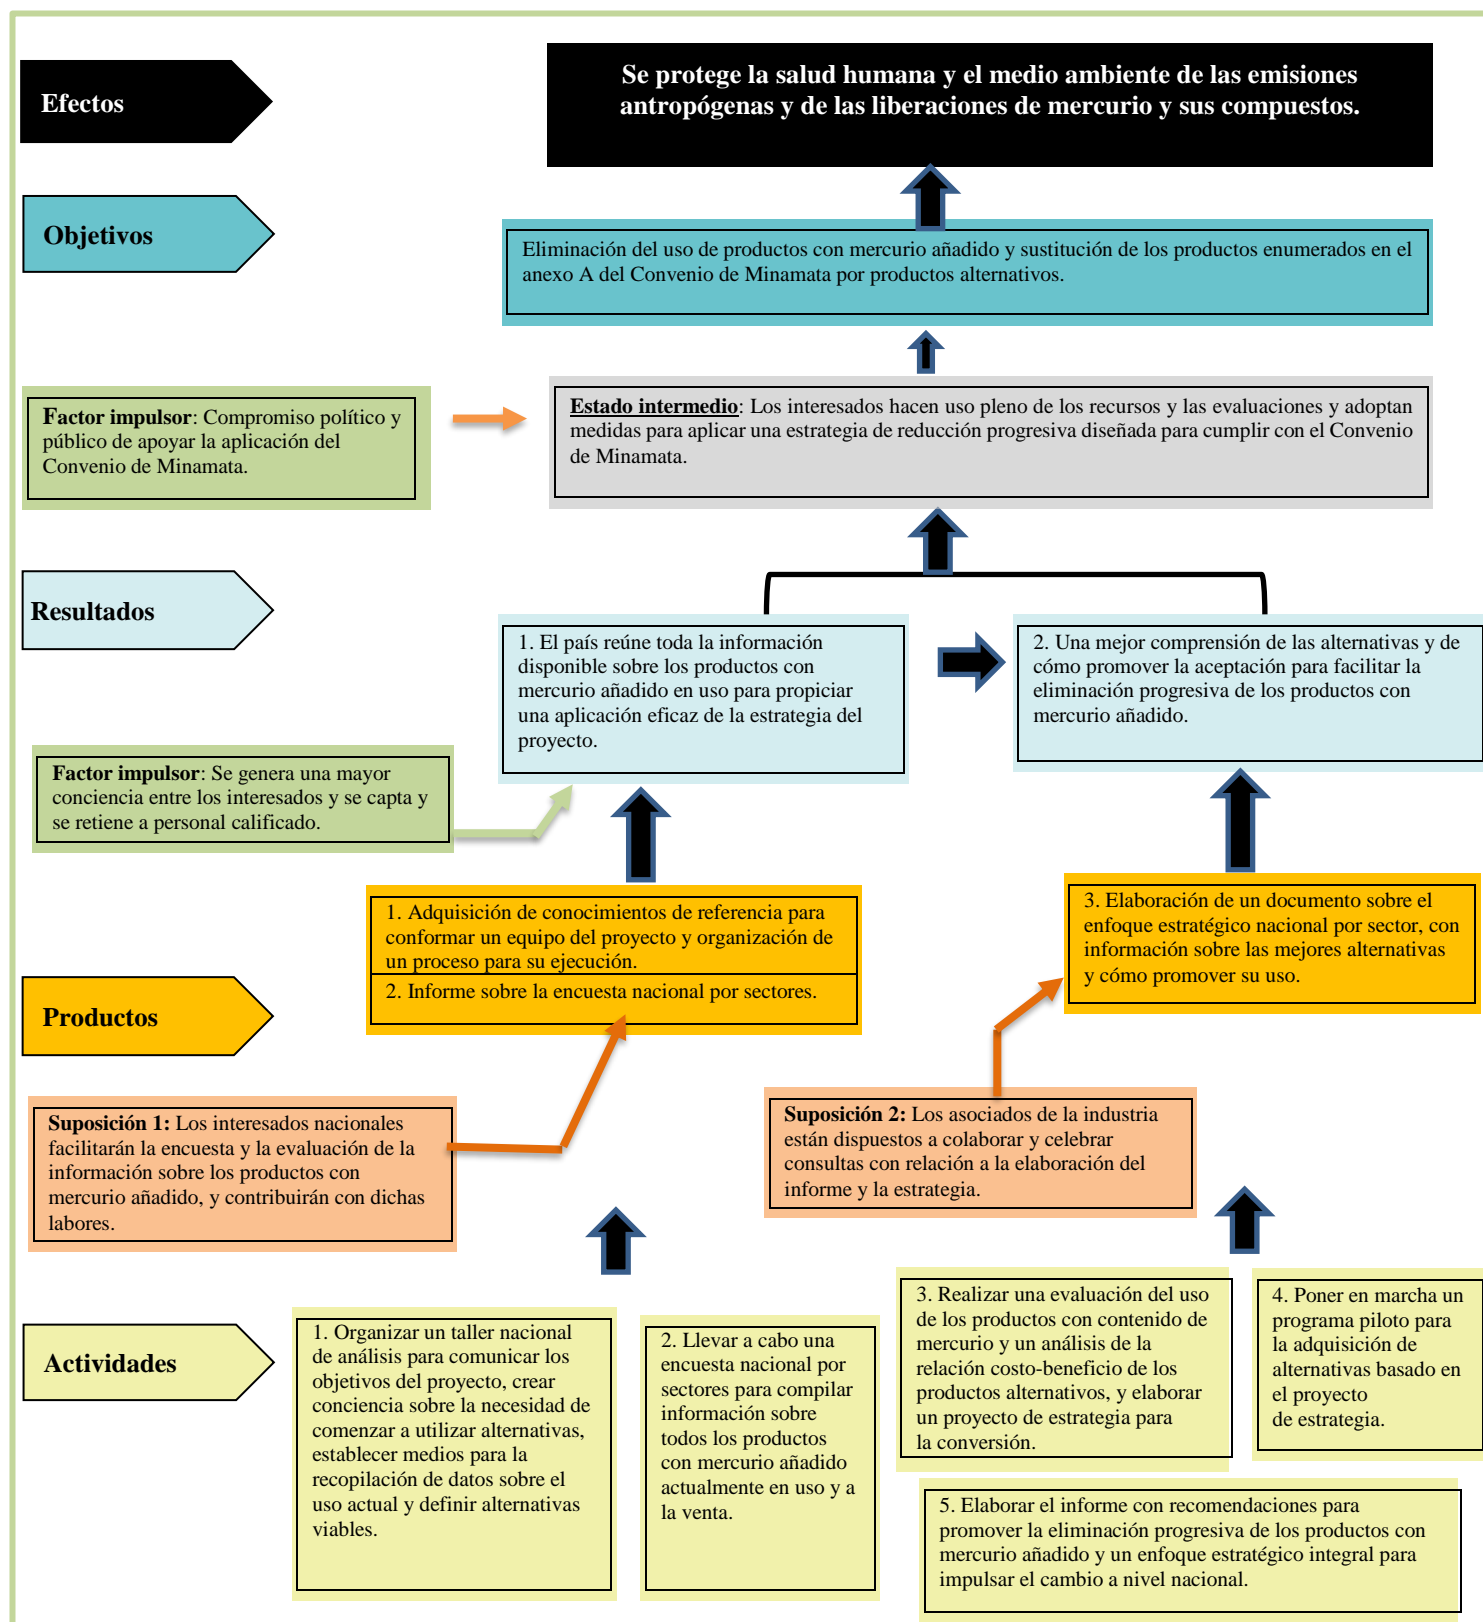 Efectos
Se protege la salud humana y el medio ambiente de las emisiones
antropógenas y de las liberaciones de mercurio y sus compuestos.
Objetivos
Eliminación del uso de productos con mercurio añadido y sustitución de los productos enumerados en el
anexo A del Convenio de Minamata por productos alternativos.
Factor impulsor: Compromiso político y
público de apoyar la aplicación del
Convenio de Minamata.
Estado intermedio: Los interesados hacen uso pleno de los recursos y las evaluaciones y adoptan
medidas para aplicar una estrategia de reducción progresiva diseñada para cumplir con el Convenio
de Minamata.
Resultados
1. El país reúne toda la información
disponible sobre los productos con
mercurio añadido en uso para propiciar
una aplicación eficaz de la estrategia del
proyecto.
2. Una mejor comprensión de las alternativas y de
cómo promover la aceptación para facilitar la
eliminación progresiva de los productos con
mercurio añadido.
Factor impulsor: Se genera una mayor
conciencia entre los interesados y se capta y
se retiene a personal calificado.
1. Adquisición de conocimientos de referencia para
conformar un equipo del proyecto y organización de
un proceso para su ejecución.
2. Informe sobre la encuesta nacional por sectores.
3. Elaboración de un documento sobre el
enfoque estratégico nacional por sector, con
información sobre las mejores alternativas
y cómo promover su uso.
Productos
Suposición 1: Los interesados nacionales
facilitarán la encuesta y la evaluación de la
información sobre los productos con
mercurio añadido, y contribuirán con dichas
labores.
Suposición 2: Los asociados de la industria
están dispuestos a colaborar y celebrar
consultas con relación a la elaboración del
informe y la estrategia.
Actividades
1. Organizar un taller nacional
de análisis para comunicar los
objetivos del proyecto, crear
conciencia sobre la necesidad de
comenzar a utilizar alternativas,
establecer medios para la
recopilación de datos sobre el
uso actual y definir alternativas
viables.
2. Llevar a cabo una
encuesta nacional por
sectores para compilar
información sobre
todos los productos
con mercurio añadido
actualmente en uso y a
la venta.
3. Realizar una evaluación del uso
de los productos con contenido de
mercurio y un análisis de la
relación costo-beneficio de los
productos alternativos, y elaborar
un proyecto de estrategia para
la conversión.
4. Poner en marcha un
programa piloto para
la adquisición de
alternativas basado en
el proyecto
de estrategia.
5. Elaborar el informe con recomendaciones para
promover la eliminación progresiva de los productos con
mercurio añadido y un enfoque estratégico integral para
impulsar el cambio a nivel nacional.